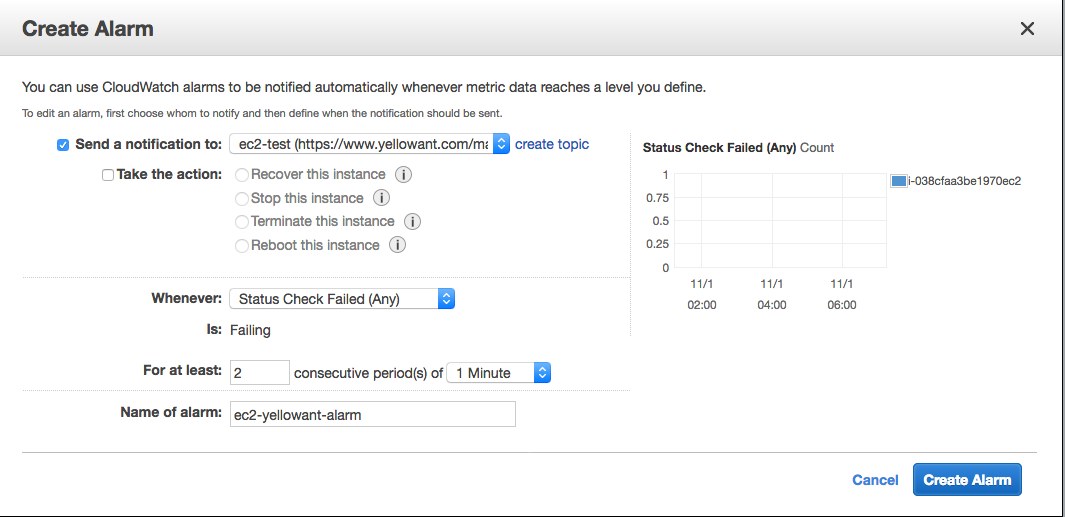 Create Alarm
You can use CloudWatch alarms to be notified automatically whenever metric data reaches a level you define.
To edit an alarm, first choose whom to notify and then define when the notification should be sent.
Send a notification to: ec2-test (https://www.yellowant.com/ma create topic
Take the action: Recover this instance i
Stop this instance i
Terminate this instance i
Reboot this instance i
Whenever: Status Check Failed (Any)
Is: Failing
For at least: 2 consecutive period(s) of 1 Minute
Name of alarm: ec2-yellowant-alarm
Status Check Failed (Any) Count
1
0.75
0.5
0.25
0
11/1 11/1 11/1
02:00 04:00 06:00
i-038cfaa3be1970ec2
Cancel Create Alarm